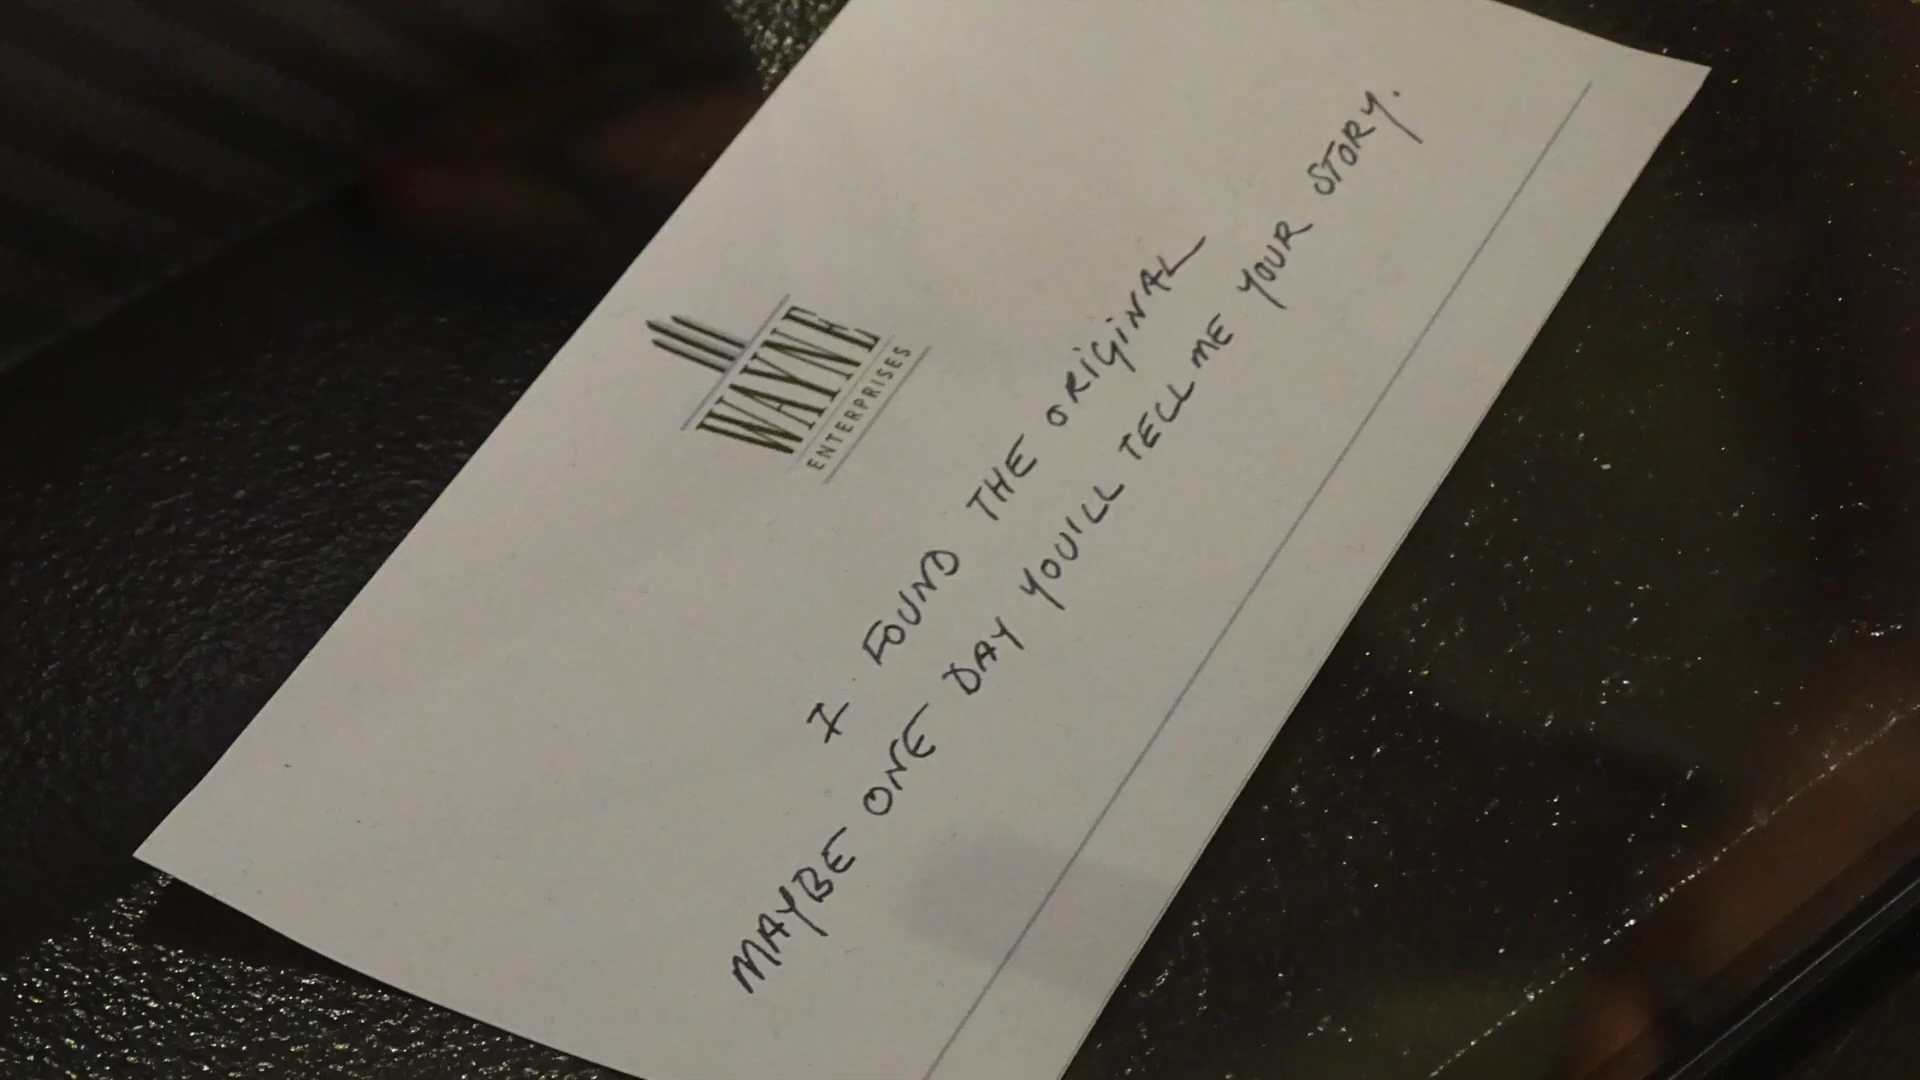 WAYNE
ENTERPRISES
I FOUND THE ORIGINAL
MAYBE ONE DAY YOU'LL TELL ME YOUR STORY.